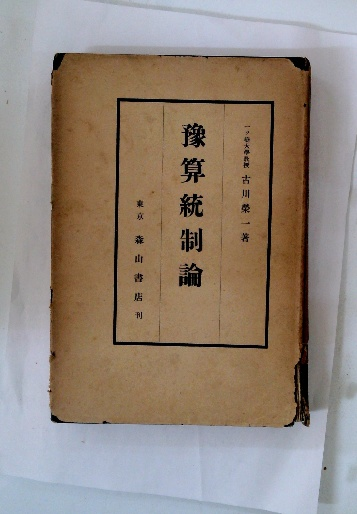 一ツ橋大學教授 古川榮一著
豫算統制論
東京 森山書店刊